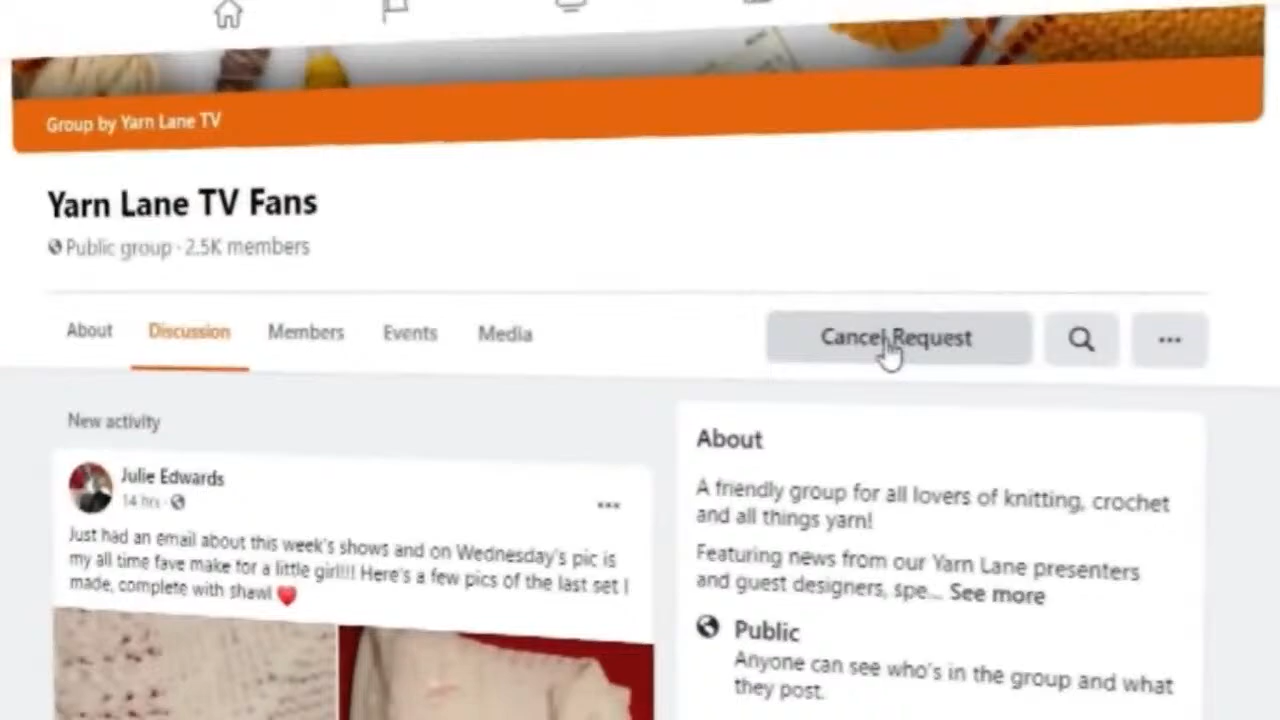 Group by Yarn Lane TV
Yarn Lane TV Fans
Public group · 2.5K members
About Discussion Members Events Media Cancel Request
New activity
Julie Edwards
14 hrs ·
Just had an email about this week's shows and on Wednesday's pic is
my all time fave make for a little girl!!! Here's a few pics of the last set I
made, complete with shawl ❤️
About
A friendly group for all lovers of knitting, crochet
and all things yarn!
Featuring news from our Yarn Lane presenters
and guest designers, spe... See more
Public
Anyone can see who's in the group and what
they post.